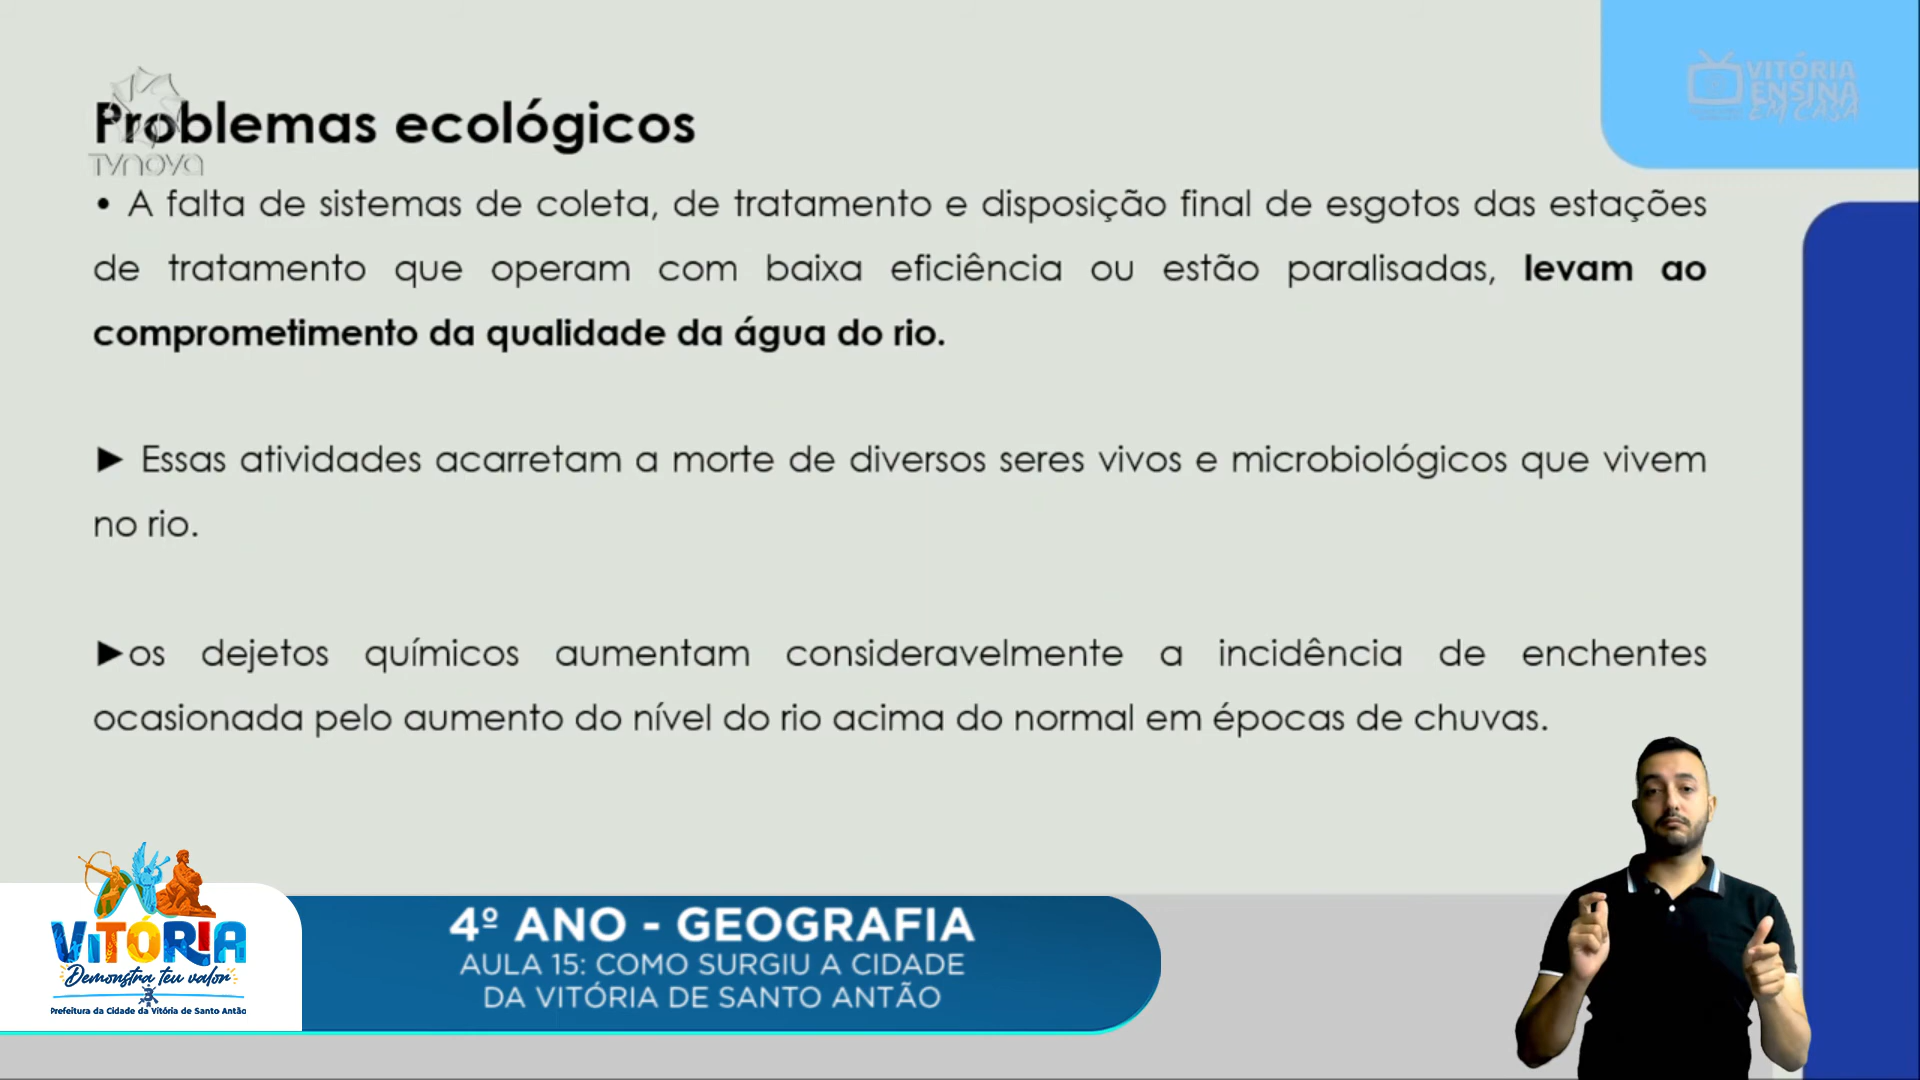 VITÓRIA
ENSINA
EM CASA
Problemas ecológicos
TVNOVA
• A falta de sistemas de coleta, de tratamento e disposição final de esgotos das estações
de tratamento que operam com baixa eficiência ou estão paralisadas, levam ao
comprometimento da qualidade da água do rio.
► Essas atividades acarretam a morte de diversos seres vivos e microbiológicos que vivem
no rio.
►os dejetos químicos aumentam consideravelmente a incidência de enchentes
ocasionada pelo aumento do nível do rio acima do normal em épocas de chuvas.
VITÓRIA
Demonstra teu valor
Prefeitura da Cidade da Vitória de Santo Antão
4º ANO - GEOGRAFIA
AULA 15: COMO SURGIU A CIDADE
DA VITÓRIA DE SANTO ANTÃO